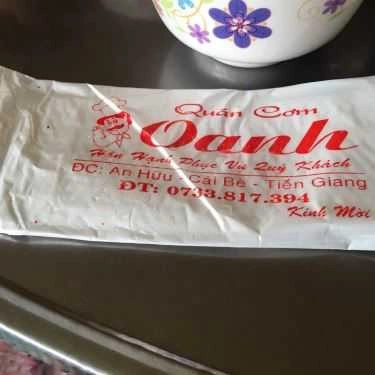 Quán Cơm
Oanh
Hân Hạnh Phục Vụ Quý Khách
ĐC: An Hữu - Cái Bè - Tiền Giang
ĐT: 0733.817.394
Kính Mời